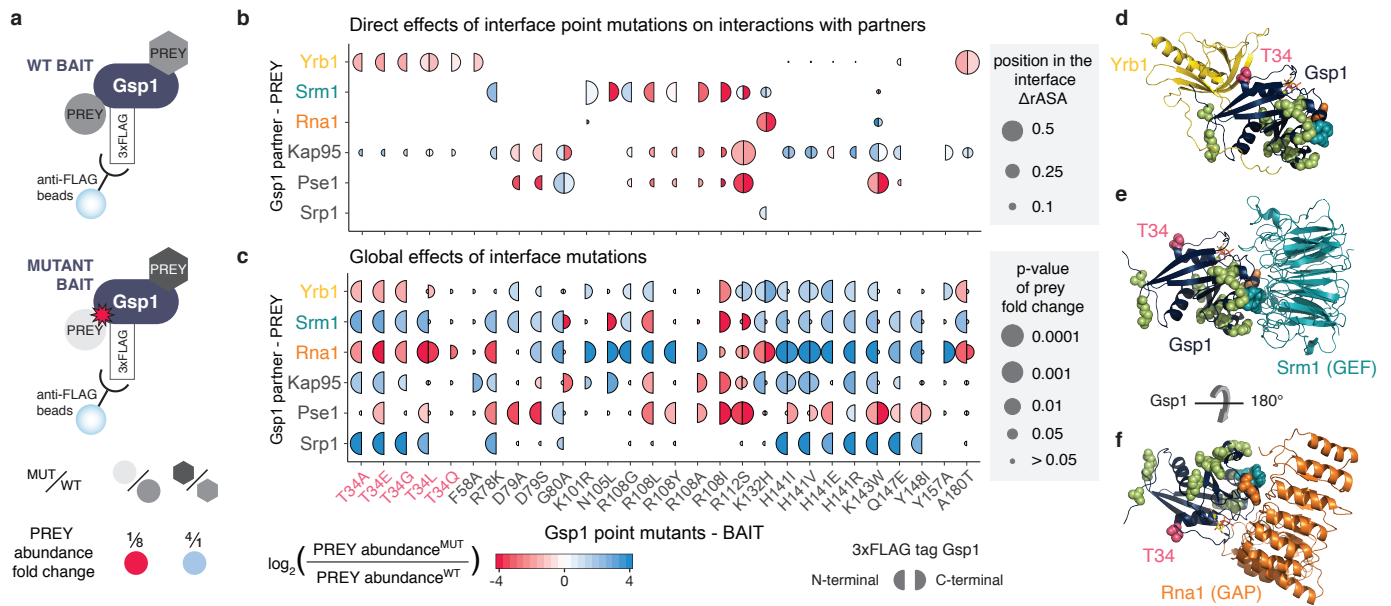 a
WT BAIT
PREY
Gsp1
PREY
3xFLAG
anti-FLAG
beads
MUTANT
BAIT
PREY
Gsp1
PREY
3xFLAG
anti-FLAG
beads
MUT/WT
PREY
abundance
fold change
1/8
4/1
b
Direct effects of interface point mutations on interactions with partners
Gsp1 partner - PREY
Yrb1
Srm1
Rna1
Kap95
Pse1
Srp1
position in the
interface
ΔrASA
0.5
0.25
0.1
c
Global effects of interface mutations
Gsp1 partner - PREY
Yrb1
Srm1
Rna1
Kap95
Pse1
Srp1
p-value
of prey
fold change
0.0001
0.001
0.01
0.05
> 0.05
T34A
T34E
T34G
T34L
T34Q
F58A
R78K
D79A
D79S
G80A
K101R
N105L
R108G
R108L
R108Y
R108A
R108I
R112S
K132H
H141I
H141V
H141E
H141R
K143W
Q147E
Y148I
Y157A
A180T
Gsp1 point mutants - BAIT
log2(PREY abundance^MUT / PREY abundance^WT)
-4
0
4
3xFLAG tag Gsp1
N-terminal
C-terminal
d
Yrb1
T34
Gsp1
e
T34
Gsp1
Srm1 (GEF)
Gsp1
180°
f
T34
Rna1 (GAP)